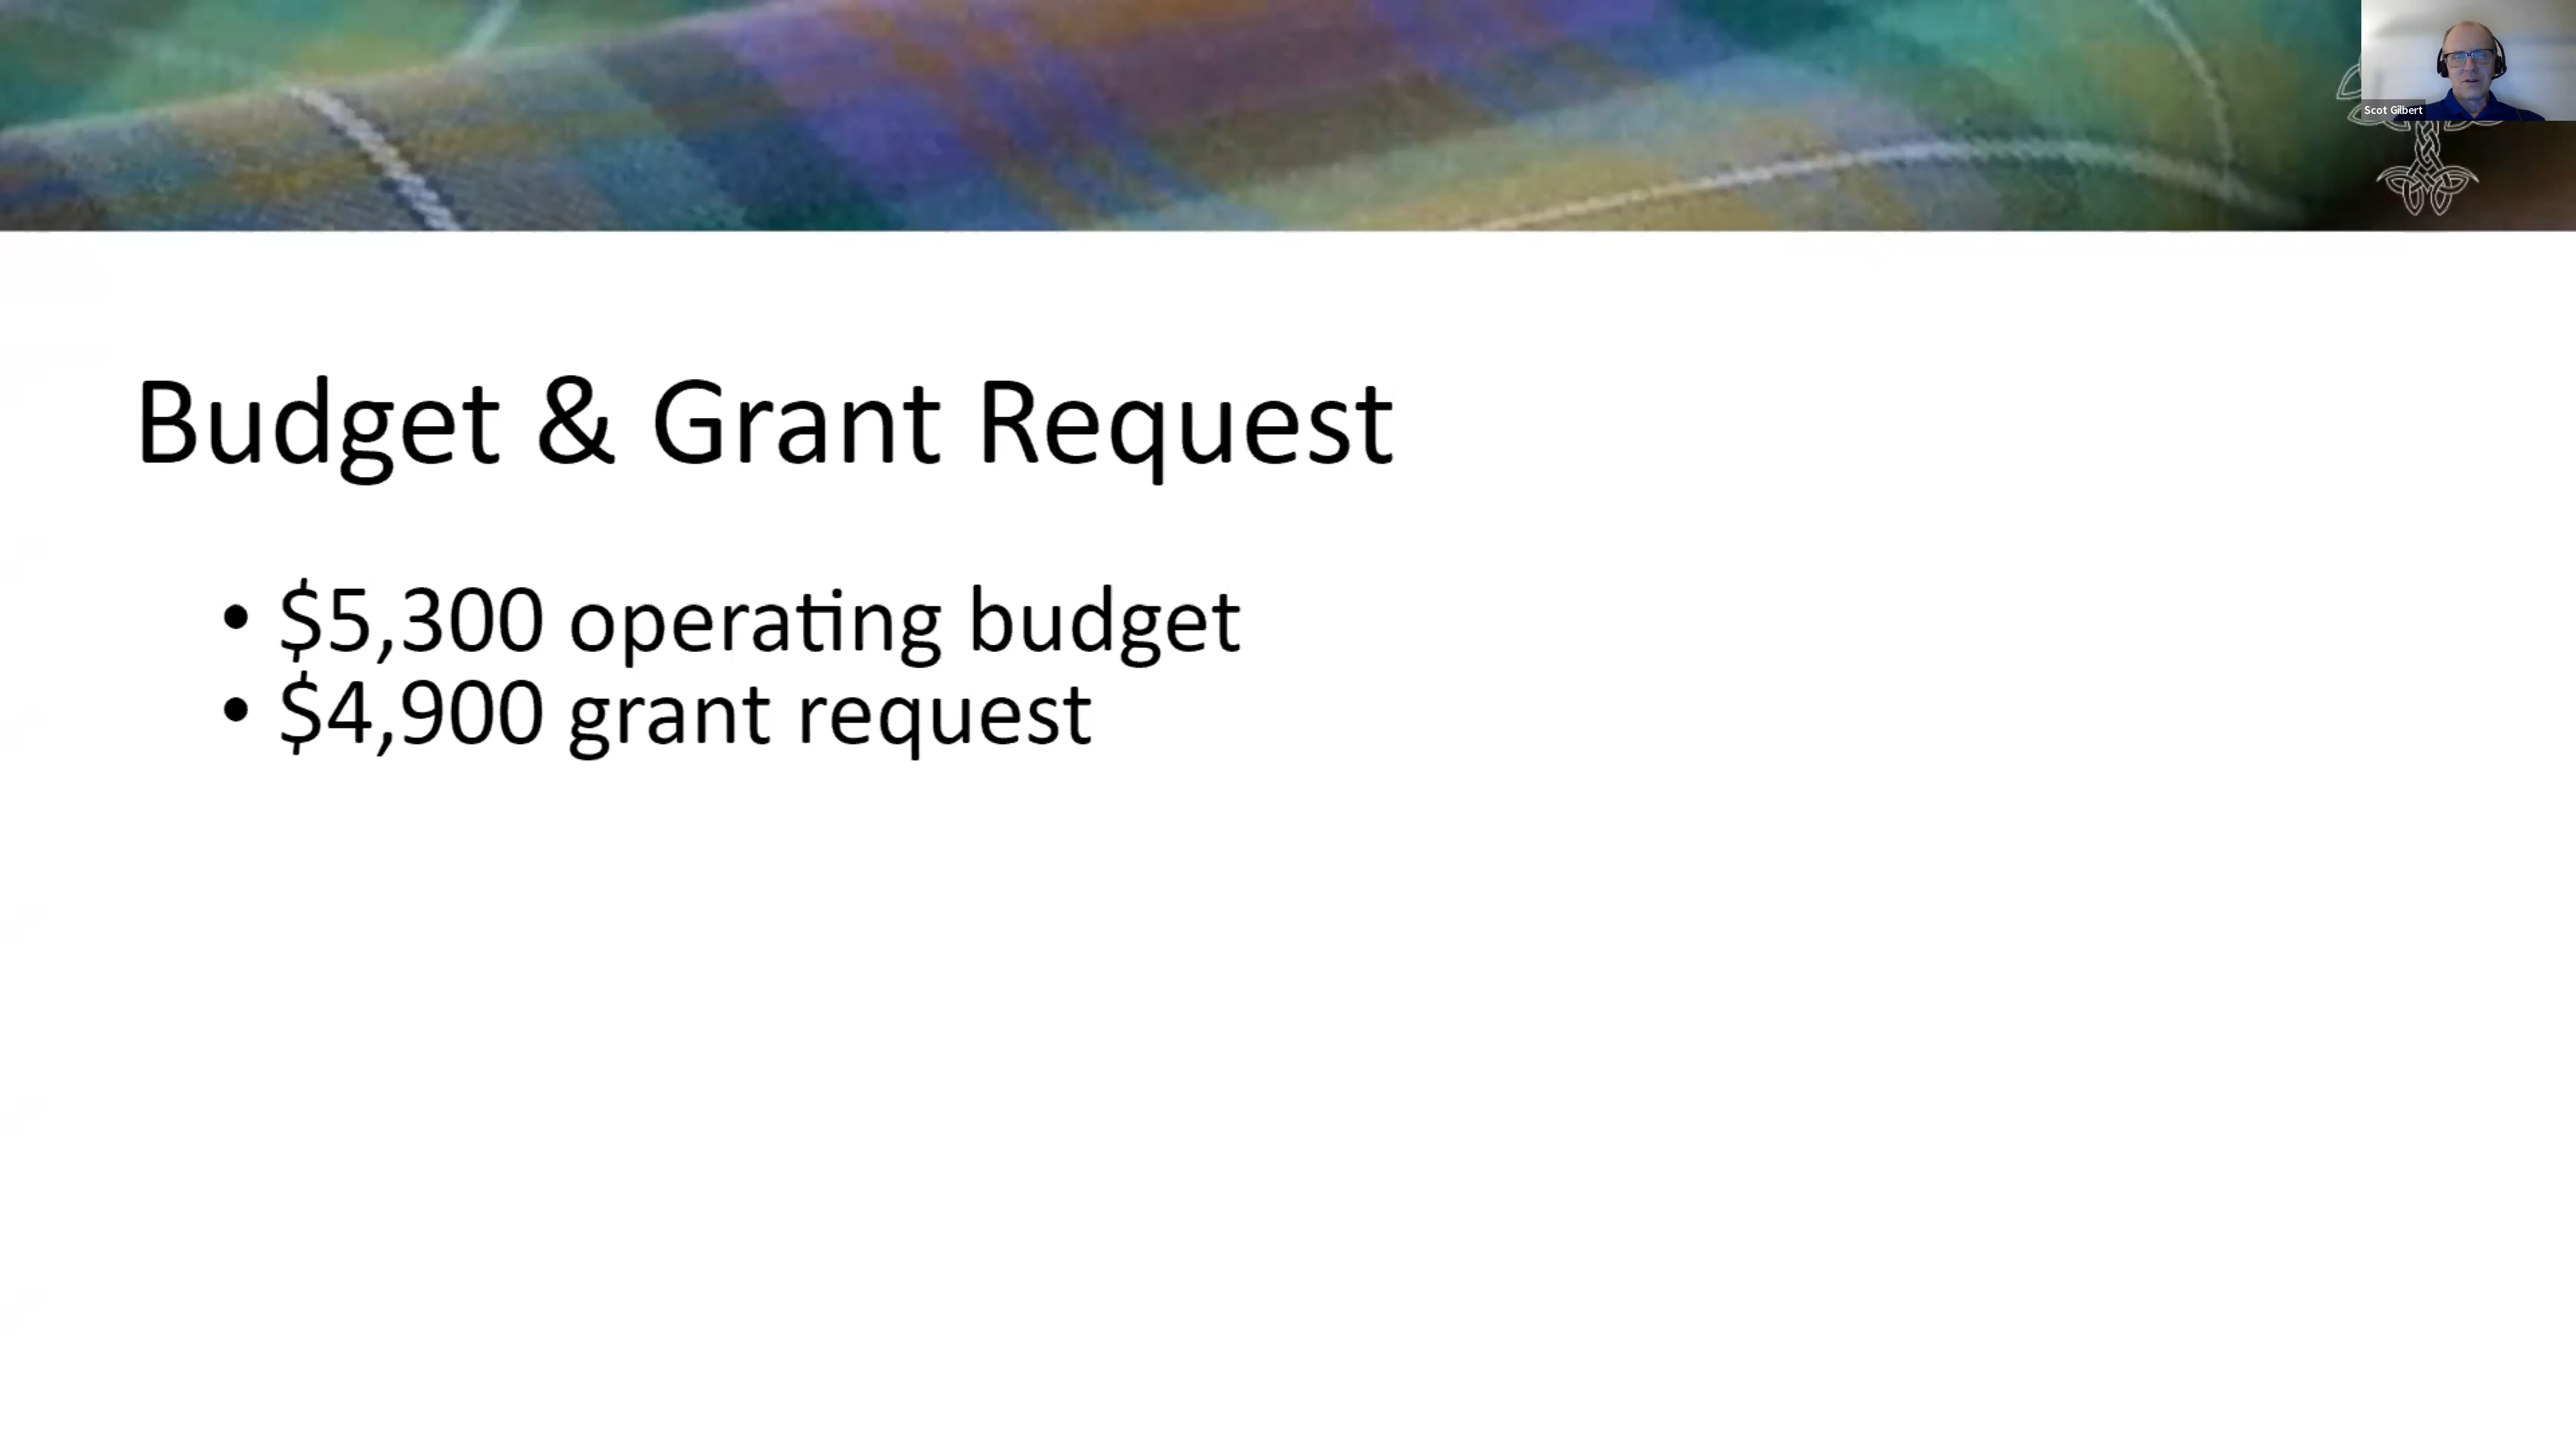 Scot Gilbert
Budget & Grant Request
• $5,300 operating budget
• $4,900 grant request